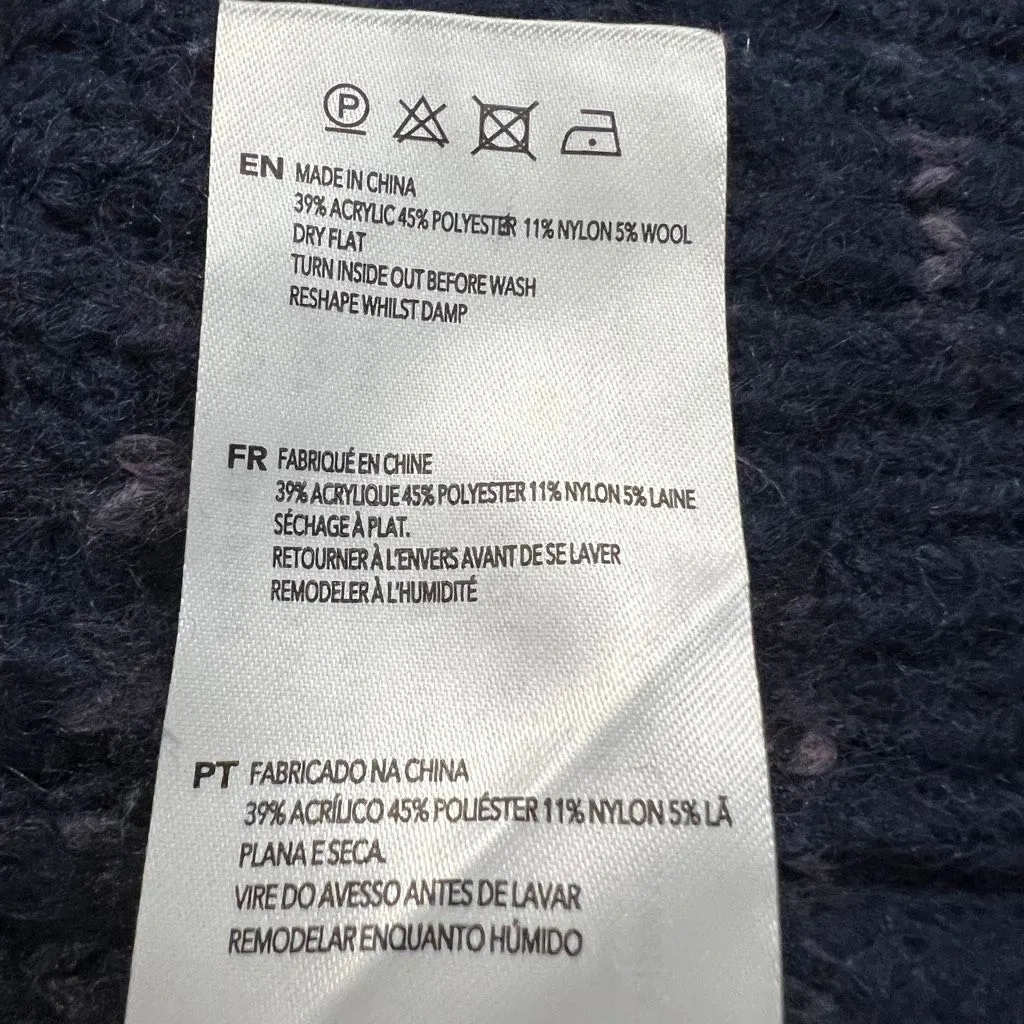 P
EN MADE IN CHINA
39% ACRYLIC 45% POLYESTER 11% NYLON 5% WOOL
DRY FLAT
TURN INSIDE OUT BEFORE WASH
RESHAPE WHILST DAMP
FR FABRIQUÉ EN CHINE
39% ACRYLIQUE 45% POLYESTER 11% NYLON 5% LAINE
SÉCHAGE À PLAT.
RETOURNER À L'ENVERS AVANT DE SE LAVER
REMODELER À L'HUMIDITÉ
PT FABRICADO NA CHINA
39% ACRÍLICO 45% POLIÉSTER 11% NYLON 5% LÃ
PLANA E SECA.
VIRE DO AVESSO ANTES DE LAVAR
REMODELAR ENQUANTO HÚMIDO